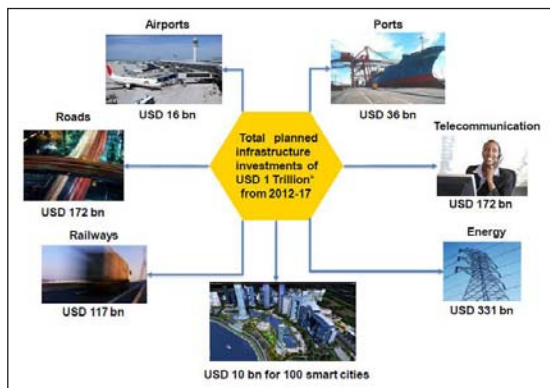 Airports
USD 16 bn
Ports
USD 36 bn
Roads
USD 172 bn
Total planned
infrastructure
investments of
USD 1 Trillion*
from 2012-17
Telecommunication
USD 172 bn
Railways
USD 117 bn
Energy
USD 331 bn
USD 10 bn for 100 smart cities